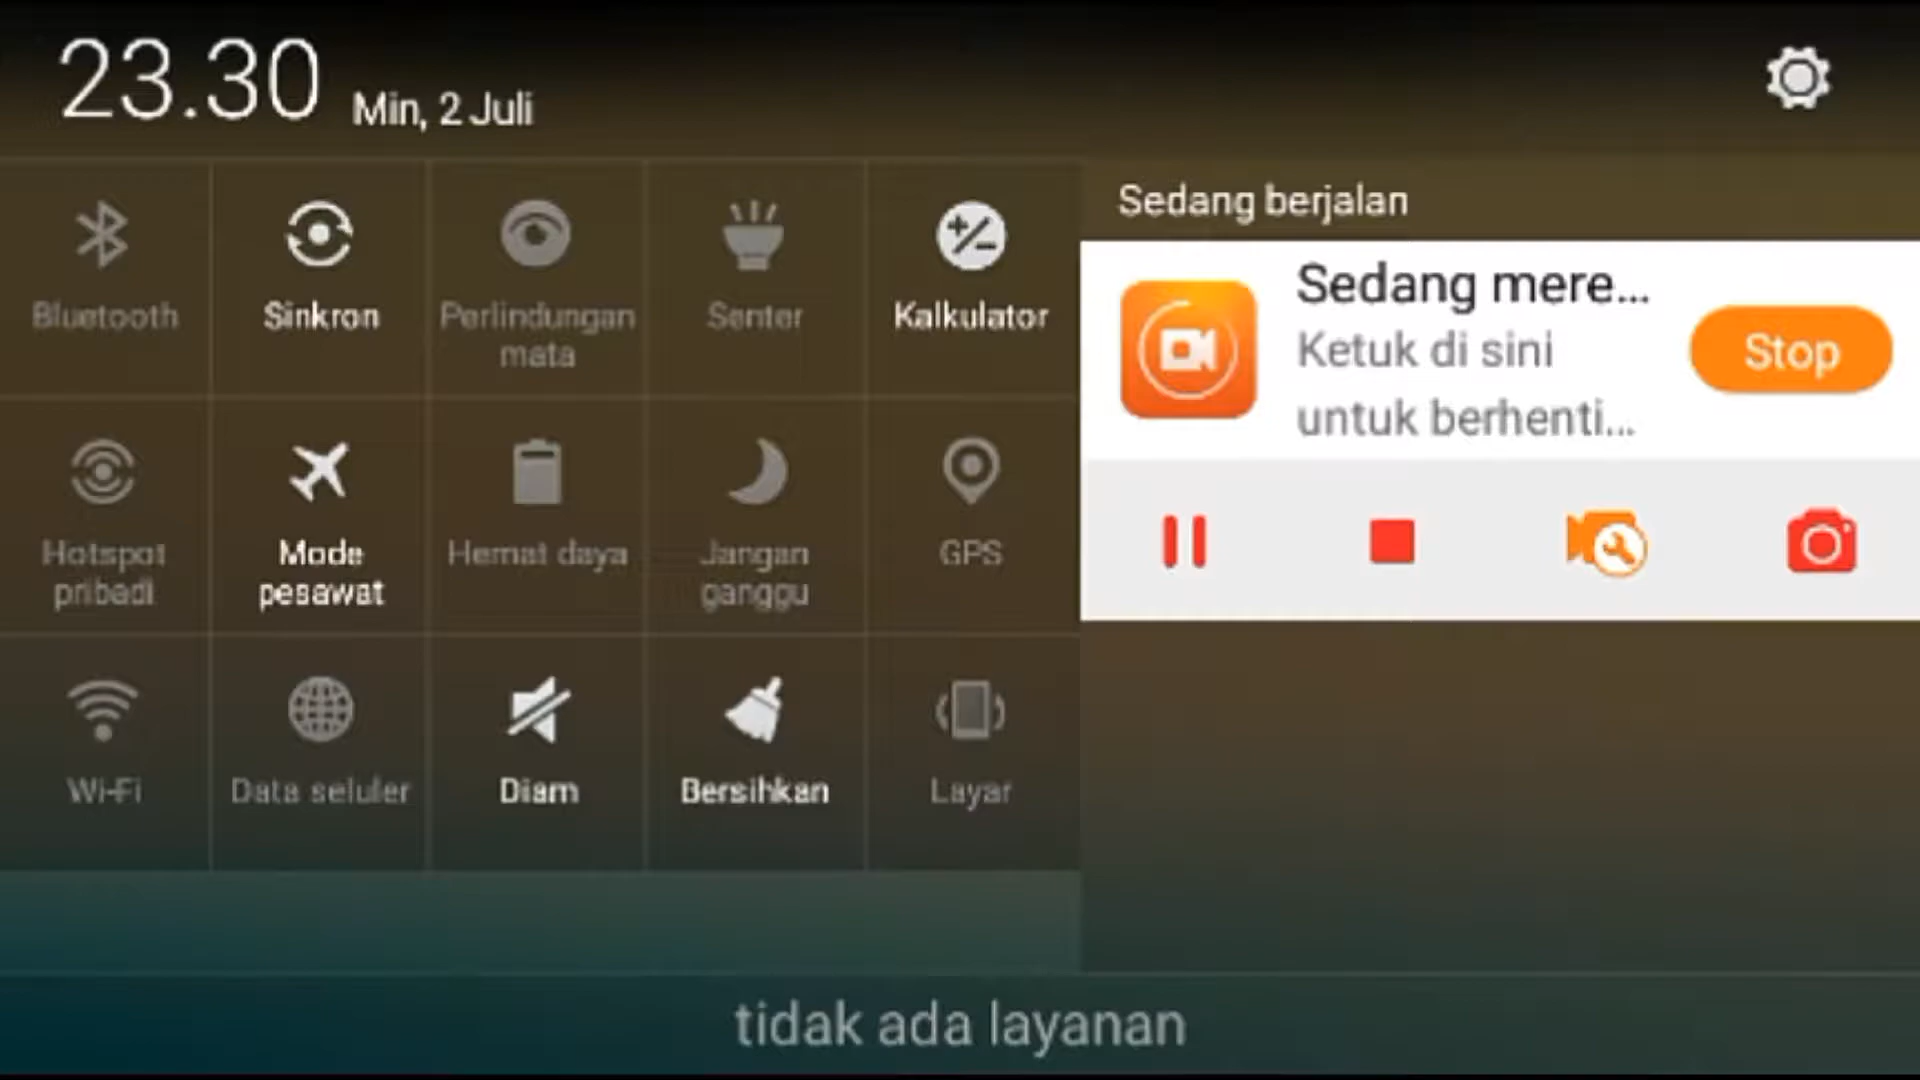 23.30 Min, 2 Juli
Bluetooth
Sinkron
Perlindungan
mata
Senter
Kalkulator
Hotspot
pribadi
Mode
pesawat
Hemat daya
Jangan
ganggu
GPS
Wi-Fi
Data seluler
Diam
Bersihkan
Layar
Sedang berjalan
Sedang mere...
Ketuk di sini
untuk berhenti...
Stop
tidak ada layanan